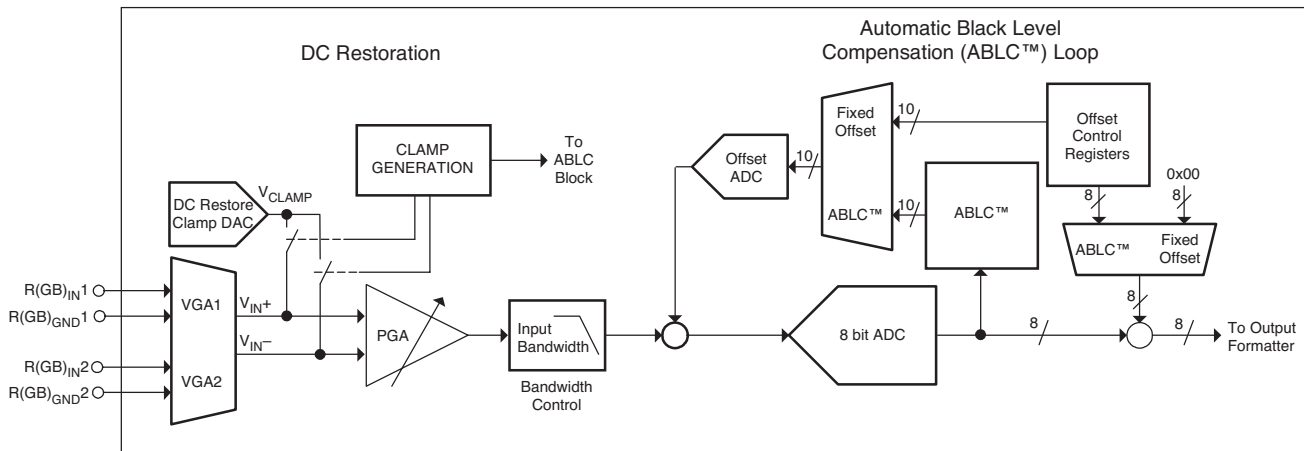 DC Restoration
Automatic Black Level
Compensation (ABLC™) Loop
CLAMP
GENERATION
To
ABLC
Block
DC Restore
Clamp DAC
VCLAMP
R(GB)IN1
R(GB)GND1
R(GB)IN2
R(GB)GND2
VGA1
VGA2
VIN+
VIN−
PGA
Input
Bandwidth
Bandwidth
Control
Offset
ADC
10
Fixed
Offset
ABLC™
10
10
ABLC™
Offset
Control
Registers
8
0x00
8
ABLC™
Fixed
Offset
8
8 bit ADC
8
8
To Output
Formatter